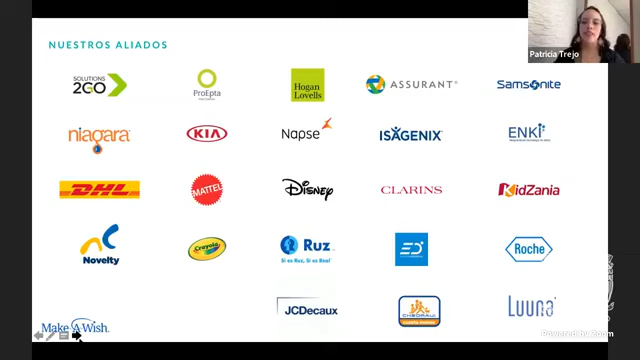 NUESTROS ALIADOS
Patricia Trejo
SOLUTIONS
2GO
ProEpta
Hogan
Lovells
ASSURANT
Samsonite
niagara
KIA
Napse
ISAGENIX
ENKI
DHL
MATTEL
Disney
CLARINS
KidZania
Novelty
Crayola
Ruz
Si es Ruz, Si es Real
ED
Roche
JCDecaux
CHEDRAUI
Luuna
Make-A-Wish
Powered by Zoom